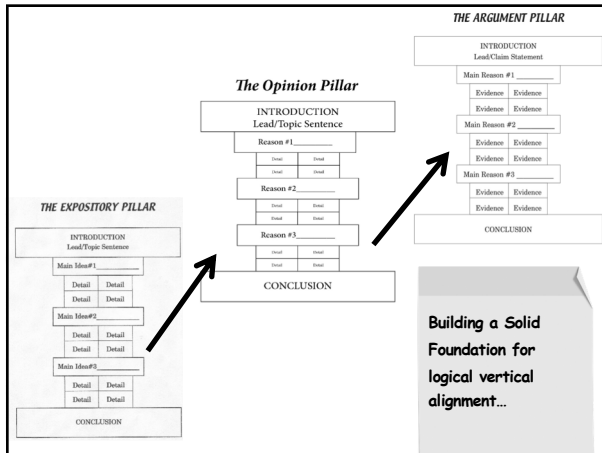 THE EXPOSITORY PILLAR
INTRODUCTION
Lead/Topic Sentence
Main Idea#1________
Detail Detail
Detail Detail
Main Idea#2________
Detail Detail
Detail Detail
Main Idea#3________
Detail Detail
Detail Detail
CONCLUSION
The Opinion Pillar
INTRODUCTION
Lead/Topic Sentence
Reason #1________
Detail Detail
Detail Detail
Reason #2________
Detail Detail
Detail Detail
Reason #3________
Detail Detail
Detail Detail
CONCLUSION
THE ARGUMENT PILLAR
INTRODUCTION
Lead/Claim Statement
Main Reason #1 ________
Evidence Evidence
Evidence Evidence
Main Reason #2 ________
Evidence Evidence
Evidence Evidence
Main Reason #3 ________
Evidence Evidence
Evidence Evidence
CONCLUSION
Building a Solid
Foundation for
logical vertical
alignment…